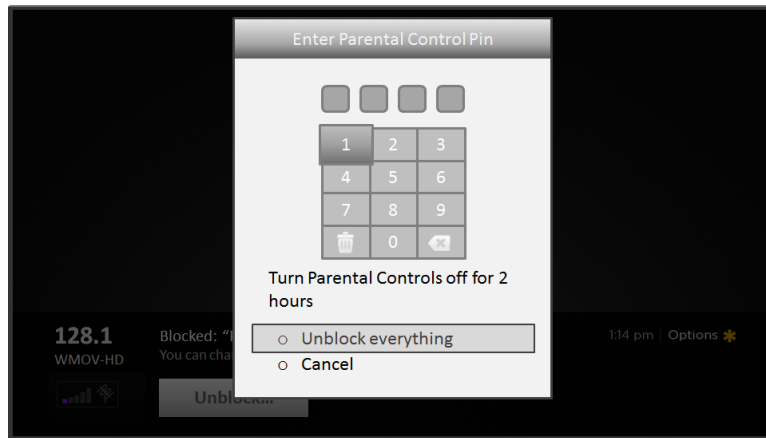 Enter Parental Control Pin
1 2 3
4 5 6
7 8 9
0
Turn Parental Controls off for 2
hours
o Unblock everything
o Cancel
128.1
WMOV-HD
Blocked:
You can
Unblock...
1:14 pm | Options